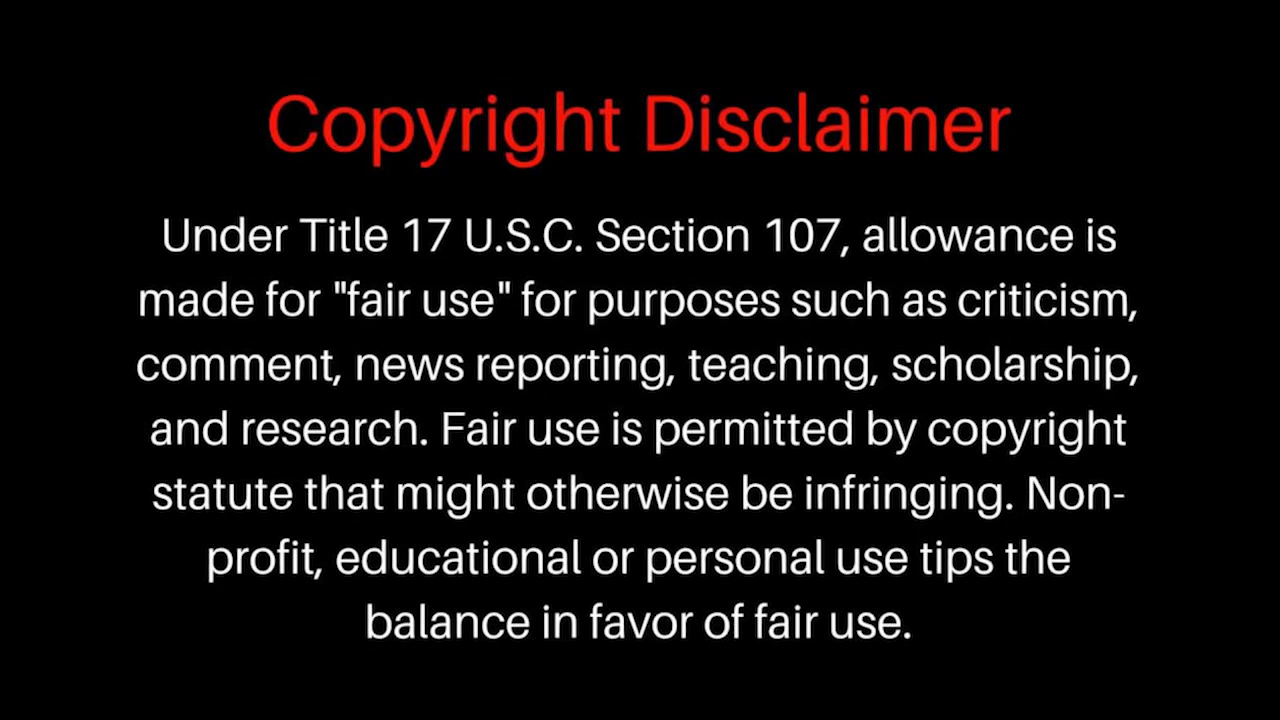 Copyright Disclaimer
Under Title 17 U.S.C. Section 107, allowance is
made for "fair use" for purposes such as criticism,
comment, news reporting, teaching, scholarship,
and research. Fair use is permitted by copyright
statute that might otherwise be infringing. Non-
profit, educational or personal use tips the
balance in favor of fair use.